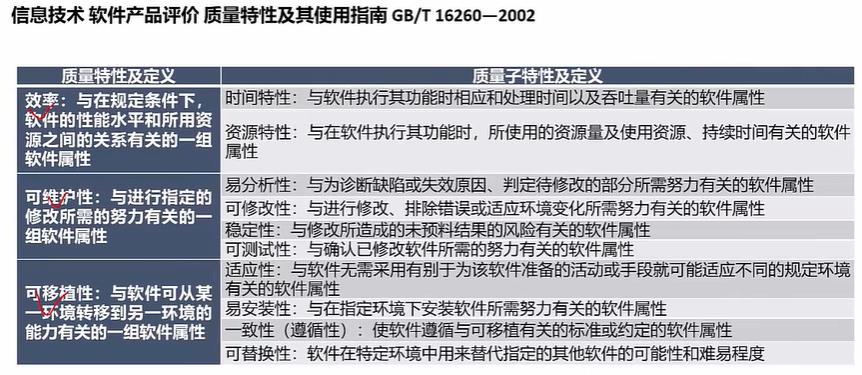 信息技术 软件产品评价 质量特性及其使用指南 GB/T 16260—2002
质量特性及定义
质量子特性及定义
效率：与在规定条件下，
软件的性能水平和所用资
源之间的关系有关的一组
软件属性
时间特性：与软件执行其功能时相应和处理时间以及吞吐量有关的软件属性
资源特性：与在软件执行其功能时，所使用的资源量及使用资源、持续时间有关的软件
属性
可维护性：与进行指定的
修改所需的努力有关的一
组软件属性
易分析性：与为诊断缺陷或失效原因、判定待修改的部分所需努力有关的软件属性
可修改性：与进行修改、排除错误或适应环境变化所需努力有关的软件属性
稳定性：与修改所造成的未预料结果的风险有关的软件属性
可测试性：与确认已修改软件所需的努力有关的软件属性
可移植性：与软件可从某
一环境转移到另一环境的
能力有关的一组软件属性
适应性：与软件无需采用有别于为该软件准备的活动或手段就可能适应不同的规定环境
有关的软件属性
易安装性：与在指定环境下安装软件所需努力有关的软件属性
一致性（遵循性）：使软件遵循与可移植有关的标准或约定的软件属性
可替换性：软件在特定环境中用来替代指定的其他软件的可能性和难易程度